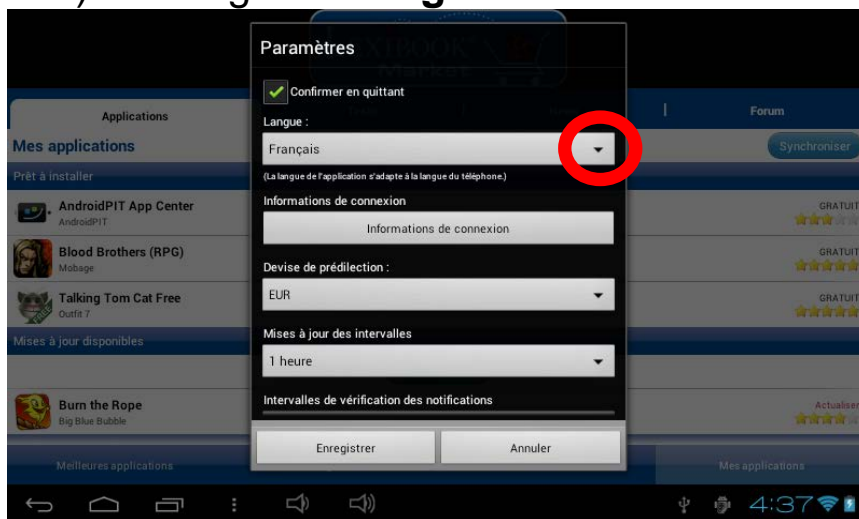 Paramètres
Confirmer en quittant
Applications
Forum
Langue :
Mes applications
Français
Synchroniser
(La langue de l'application s'adapte à la langue du téléphone.)
Prêt à installer
Informations de connexion
AndroidPIT App Center
GRATUIT
AndroidPIT
Informations de connexion
Blood Brothers (RPG)
GRATUIT
Mobage
Devise de prédilection :
EUR
Talking Tom Cat Free
GRATUIT
Outfit 7
Mises à jour des intervalles
Mises à jour disponibles
1 heure
Intervalles de vérification des notifications
Burn the Rope
Actualiser
Big Blue Bubble
Enregistrer
Annuler
Meilleures applications
Mes applications
4:37